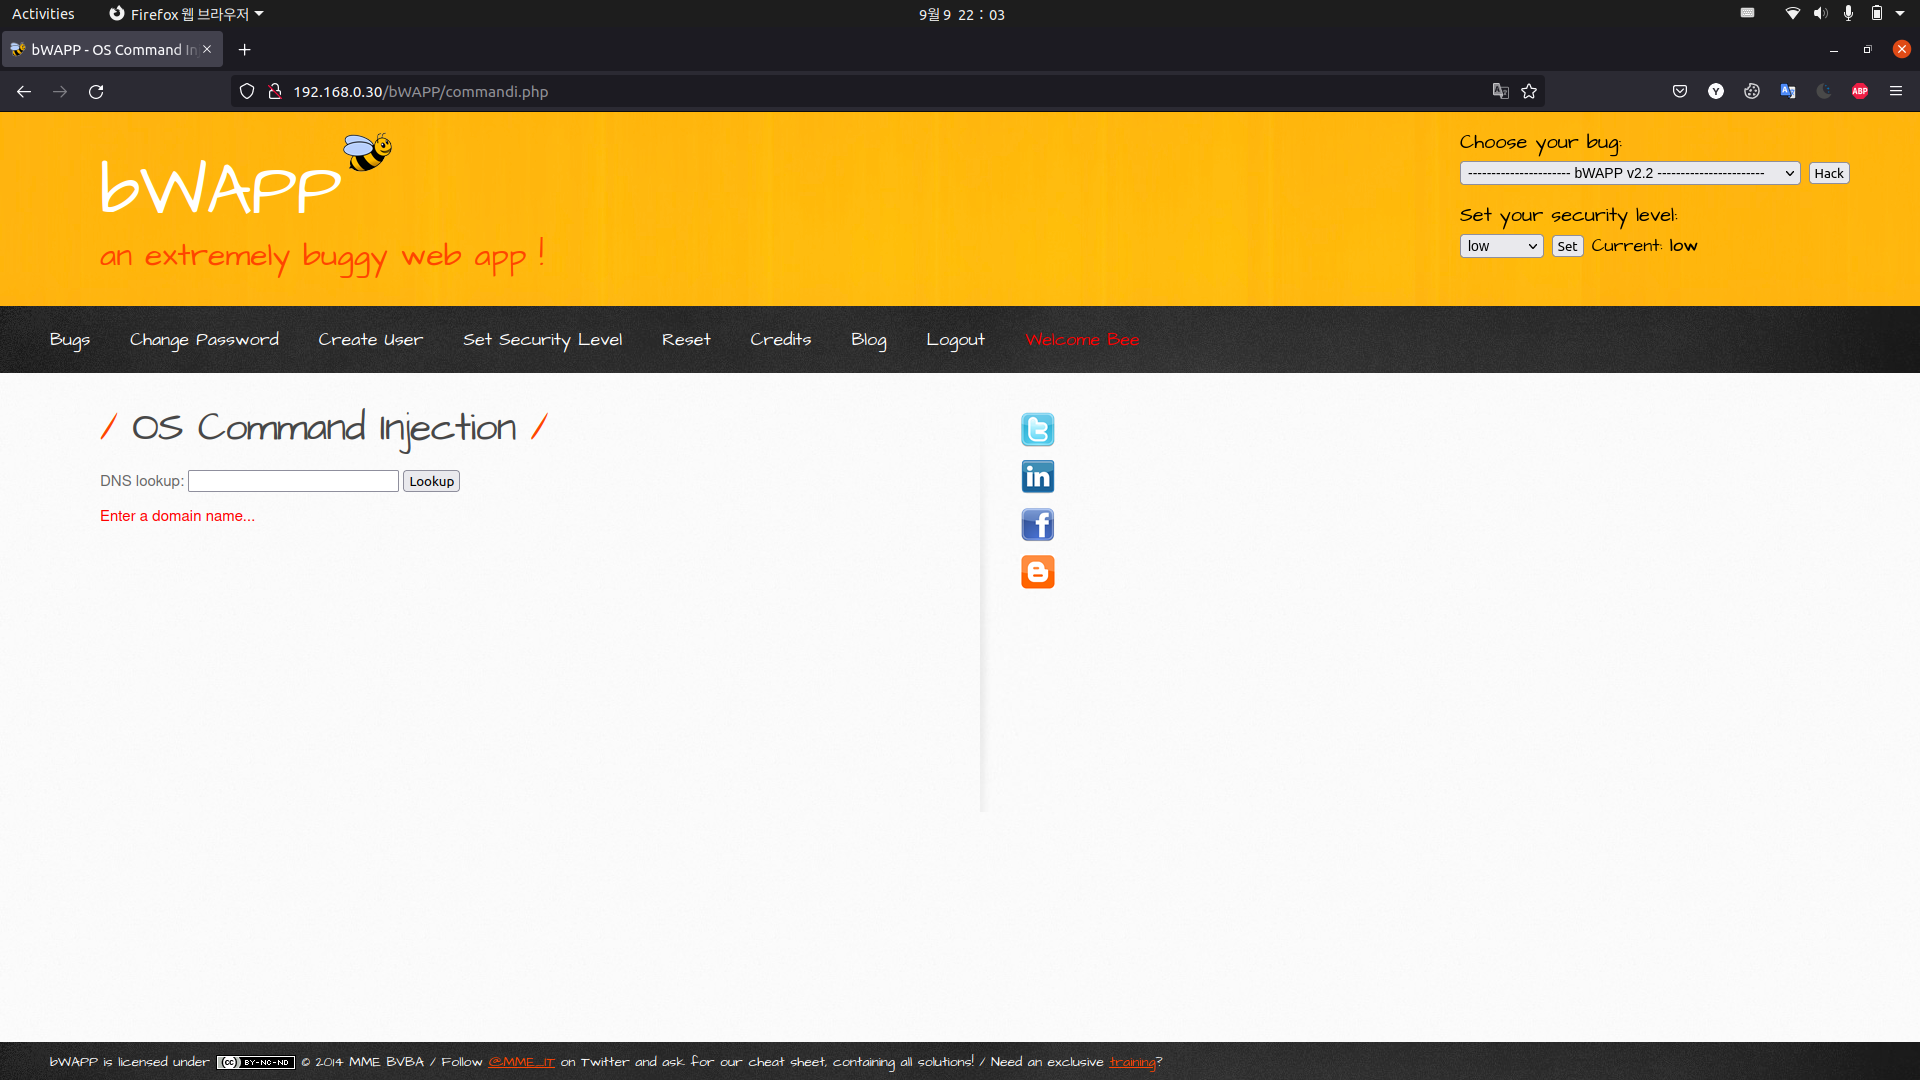 Activities
Firefox 웹 브라우저
9월 9 22 : 03
bWAPP - OS Command In
192.168.0.30/bWAPP/commandi.php
Y
ABP
bWAPP
an extremely buggy web app !
Choose your bug:
---------------------- bWAPP v2.2 -----------------------
Hack
Set your security level:
low
Set
Current: low
Bugs
Change Password
Create User
Set Security Level
Reset
Credits
Blog
Logout
Welcome Bee
/ OS Command Injection /
DNS lookup:
Lookup
Enter a domain name...
bWAPP is licensed under (cc) BY-NC-ND © 2014 MME BVBA / Follow @MME_IT on Twitter and ask for our cheat sheet, containing all solutions! / Need an exclusive training?